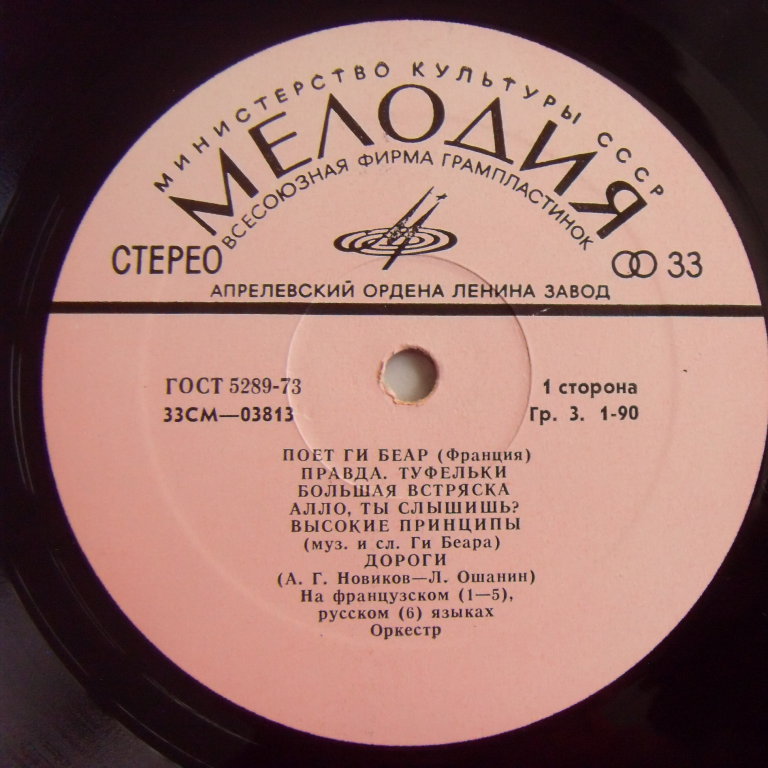 МИНИСТЕРСТВО КУЛЬТУРЫ СССР
МЕЛОДИЯ
ВСЕСОЮЗНАЯ ФИРМА ГРАМПЛАСТИНОК
СТЕРЕО
33
АПРЕЛЕВСКИЙ ОРДЕНА ЛЕНИНА ЗАВОД
ГОСТ 5289-73
1 сторона
33СМ—03813
Гр. 3. 1-90
ПОЕТ ГИ БЕАР (Франция)
ПРАВДА. ТУФЕЛЬКИ
БОЛЬШАЯ ВСТРЯСКА
АЛЛО, ТЫ СЛЫШИШЬ?
ВЫСОКИЕ ПРИНЦИПЫ
(муз. и сл. Ги Беара)
ДОРОГИ
(А. Г. Новиков—Л. Ошанин)
На французском (1—5),
русском (6) языках
Оркестр